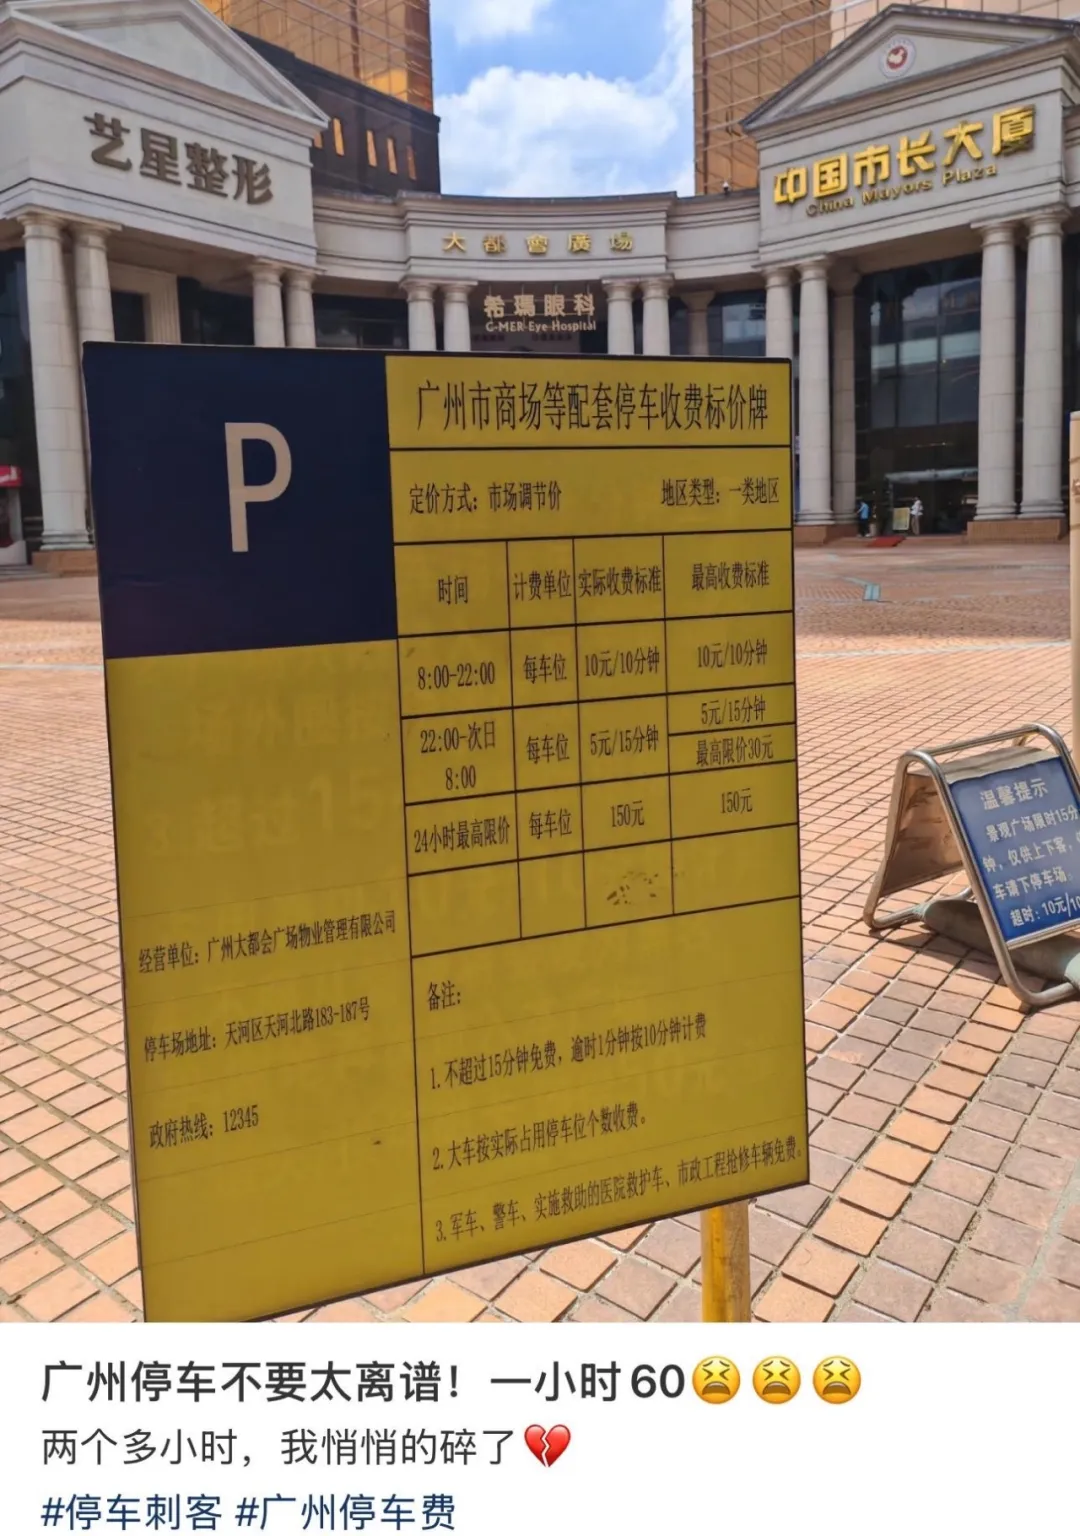 艺星整形
中国市长大厦
China Mayors Plaza
大都會廣場
希瑪眼科
C-MER Eye Hospital
P
广州市商场等配套停车收费标价牌
定价方式：市场调节价 地区类型：一类地区
时间 计费单位 实际收费标准 最高收费标准
8:00-22:00 每车位 10元/10分钟 10元/10分钟
22:00-次日8:00 每车位 5元/15分钟 5元/15分钟
最高限价30元
24小时最高限价 每车位 150元 150元
经营单位：广州大都会广场物业管理有限公司
停车场地址：天河区天河北路183-187号
政府热线：12345
备注：
1.不超过15分钟免费，逾时1分钟按10分钟计费
2.大车按实际占用停车位个数收费。
3.军车、警车、实施救助的医院救护车、市政工程抢修车辆免费。
温馨提示
景观广场限时15分
钟，仅供上下客，
车请下停车场。
超时：10元/10
广州停车不要太离谱！一小时60😫😫😫
两个多小时，我悄悄的碎了💔
#停车刺客 #广州停车费